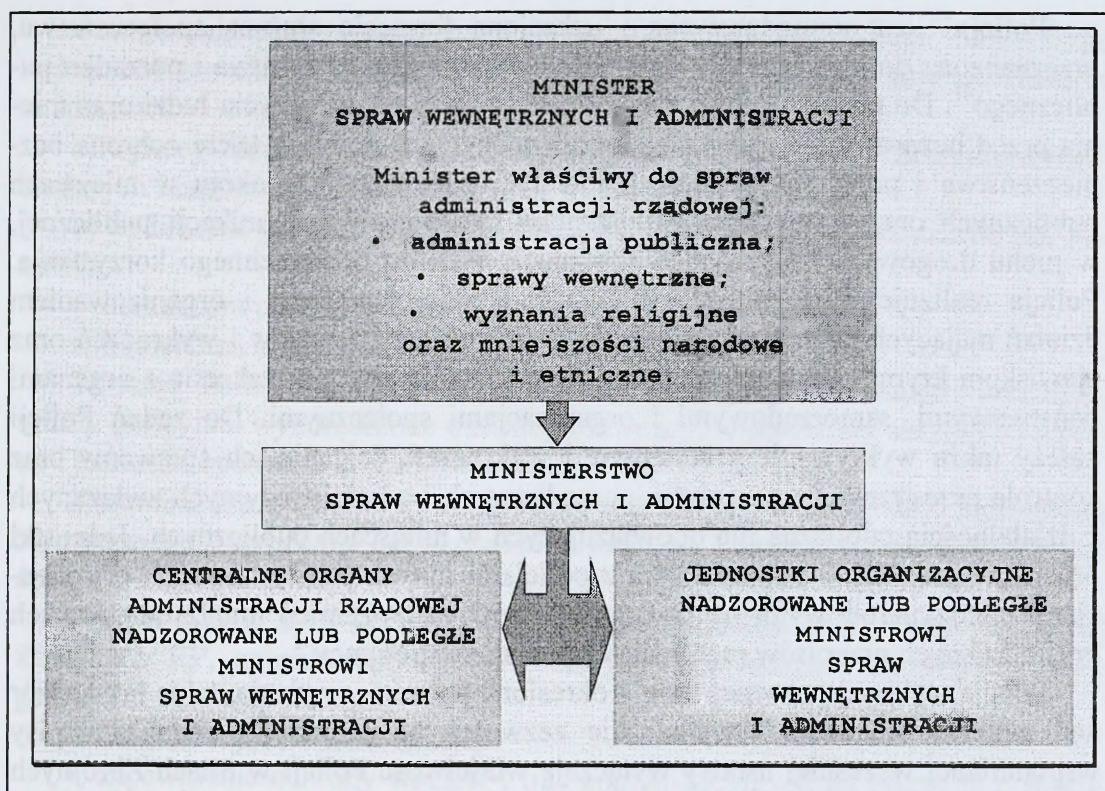 MINISTER
SPRAW WEWNĘTRZNYCH I ADMINISTRACJI
Minister właściwy do spraw
administracji rządowej:
• administracja publiczna;
• sprawy wewnętrzne;
• wyznania religijne
oraz mniejszości narodowe
i etniczne.
MINISTERSTWO
SPRAW WEWNĘTRZNYCH I ADMINISTRACJI
CENTRALNE ORGANY
ADMINISTRACJI RZĄDOWEJ
NADZOROWANE LUB PODLEGŁE
MINISTROWI
SPRAW WEWNĘTRZNYCH
I ADMINISTRACJI
JEDNOSTKI ORGANIZACYJNE
NADZOROWANE LUB PODLEGŁE
MINISTROWI
SPRAW
WEWNĘTRZNYCH
I ADMINISTRACJI